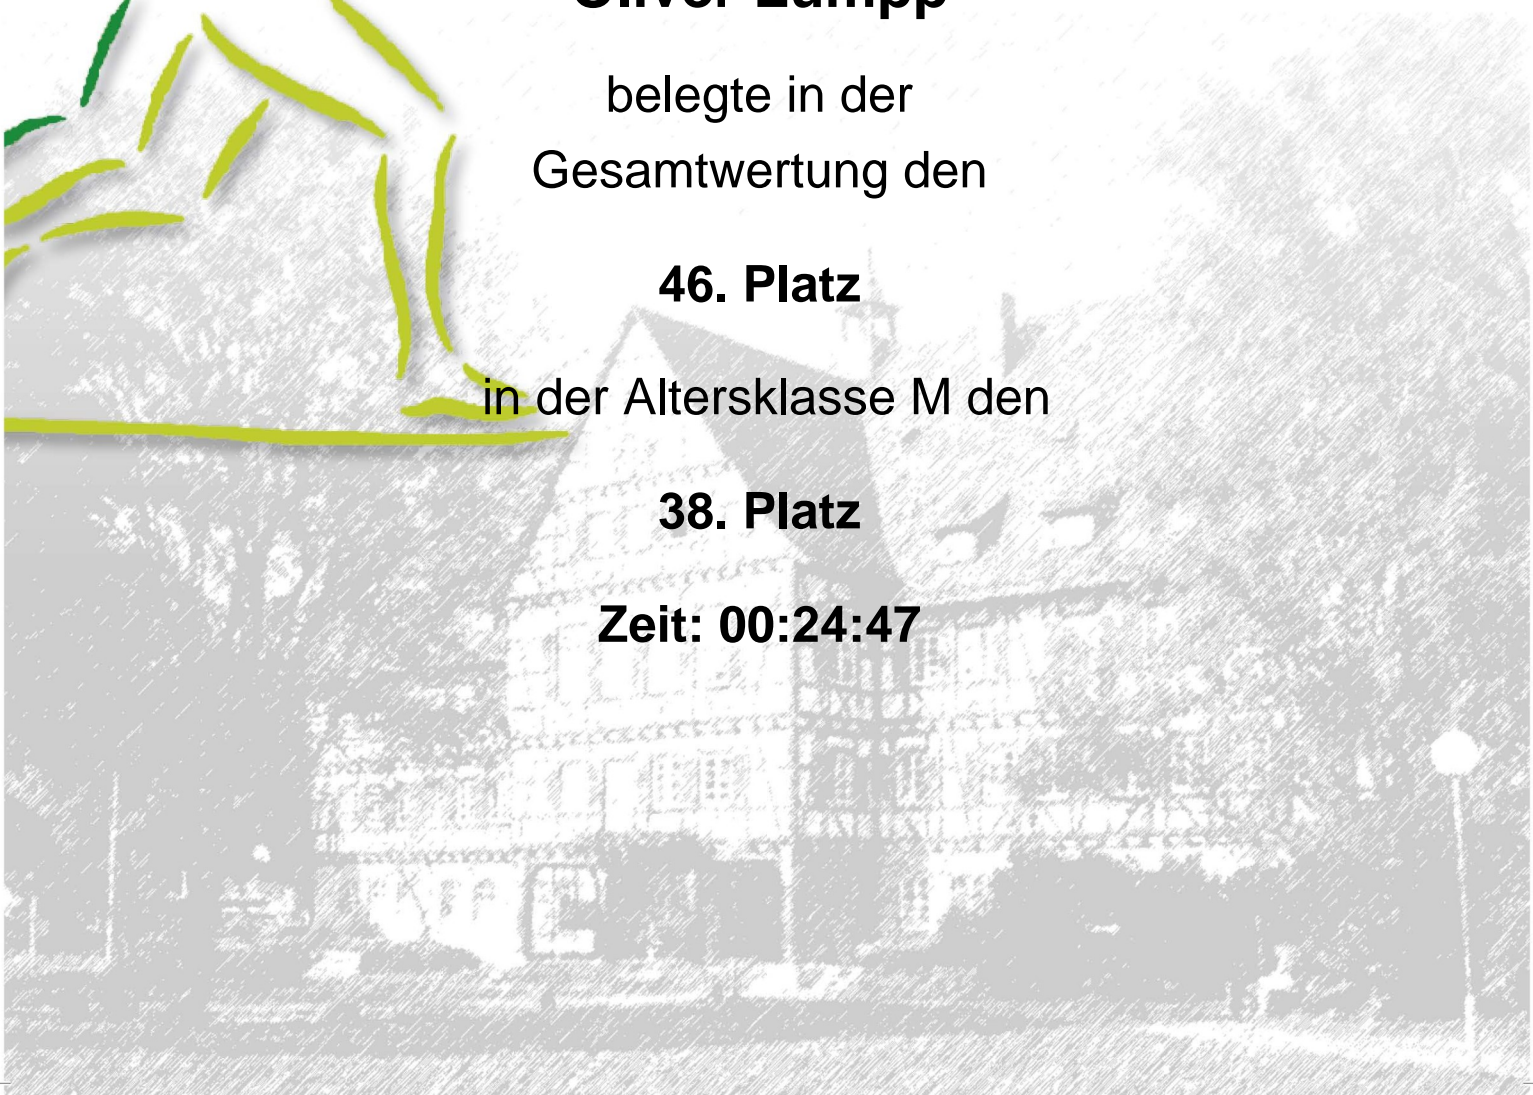 belegte in der
Gesamtwertung den
46. Platz
in der Altersklasse M den
38. Platz
Zeit: 00:24:47